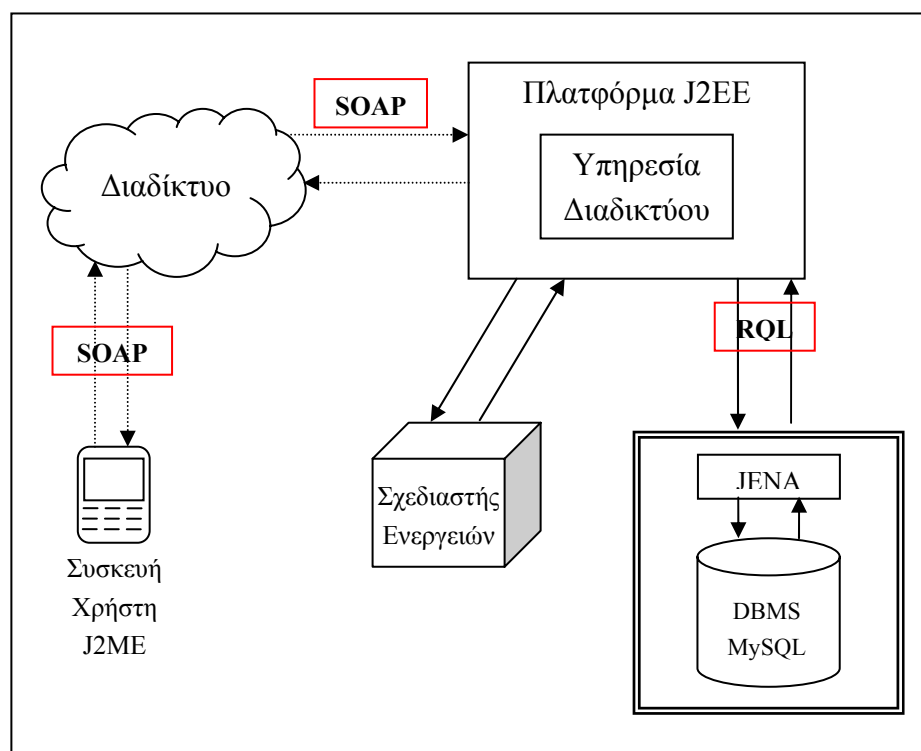 SOAP
Πλατφόρμα J2EE
Διαδίκτυο
Υπηρεσία
Διαδικτύου
SOAP
RQL
Συσκευή
Χρήστη
J2ME
Σχεδιαστής
Ενεργειών
JENA
DBMS
MySQL